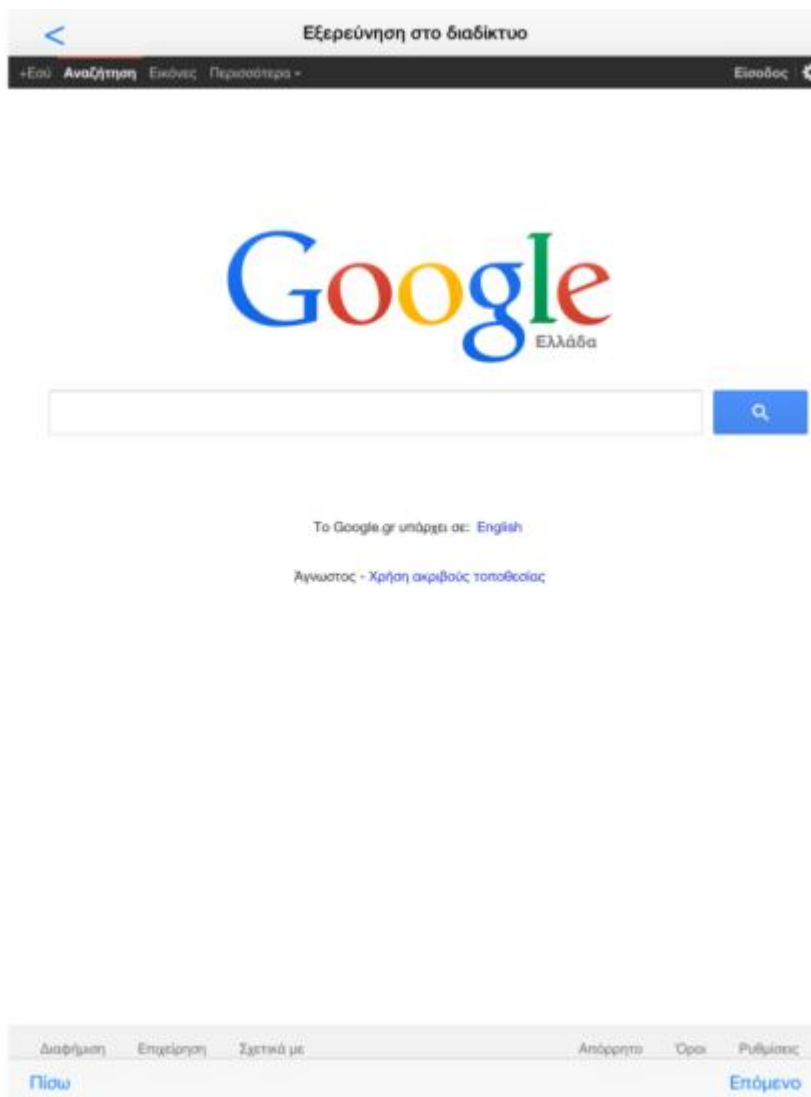 < Εξερεύνηση στο διαδίκτυο
+Εσύ Αναζήτηση Εικόνες Περισσότερα Είσοδος
Google
Ελλάδα
Το Google.gr υπάρχει σε: English
Άγνωστος - Χρήση ακριβούς τοποθεσίας
Διαφήμιση Επιχείρηση Σχετικά με Απόρρητο Όροι Ρυθμίσεις
Πίσω Επόμενο